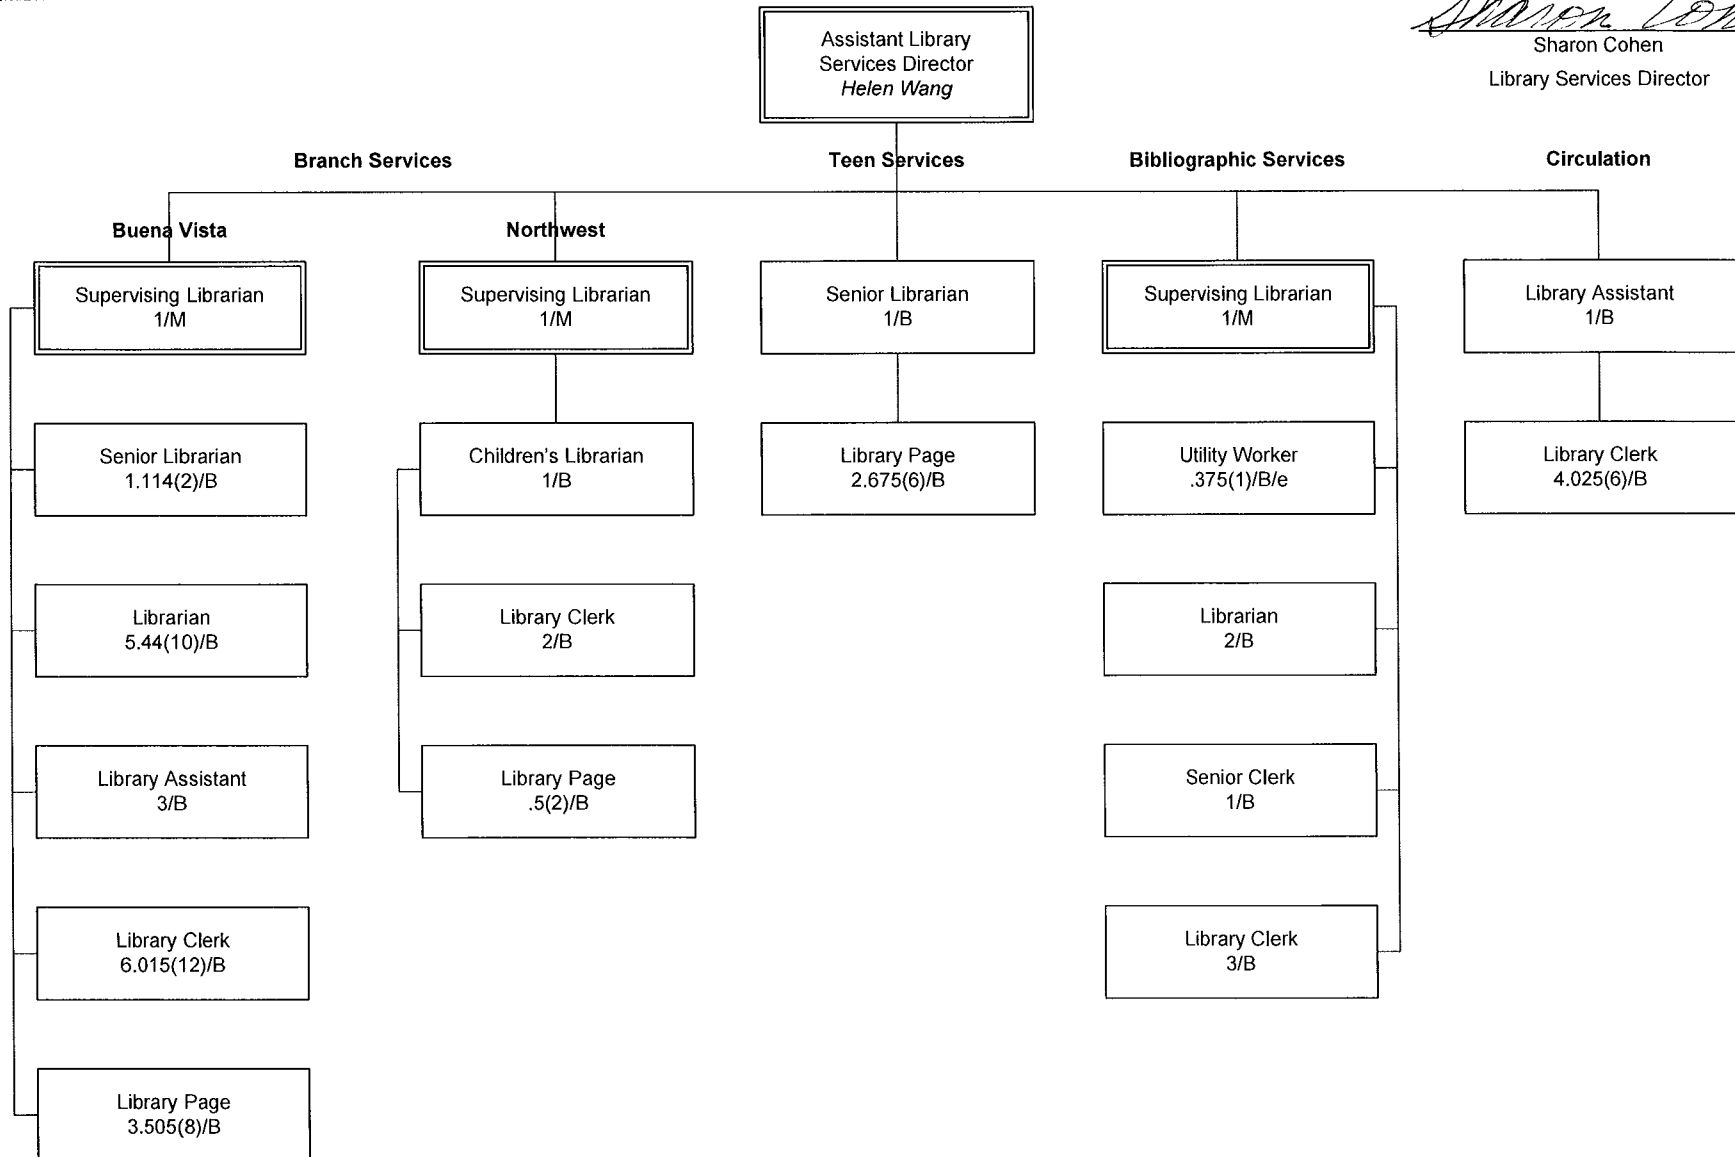 Assistant Library
Services Director
Helen Wang
Sharon Cohen
Library Services Director
Branch Services
Teen Services
Bibliographic Services
Circulation
Buena Vista
Northwest
Supervising Librarian
1/M
Supervising Librarian
1/M
Senior Librarian
1/B
Supervising Librarian
1/M
Library Assistant
1/B
Senior Librarian
1.114(2)/B
Children's Librarian
1/B
Library Page
2.675(6)/B
Utility Worker
.375(1)/B/e
Library Clerk
4.025(6)/B
Librarian
5.44(10)/B
Library Clerk
2/B
Librarian
2/B
Library Assistant
3/B
Library Page
.5(2)/B
Senior Clerk
1/B
Library Clerk
6.015(12)/B
Library Clerk
3/B
Library Page
3.505(8)/B